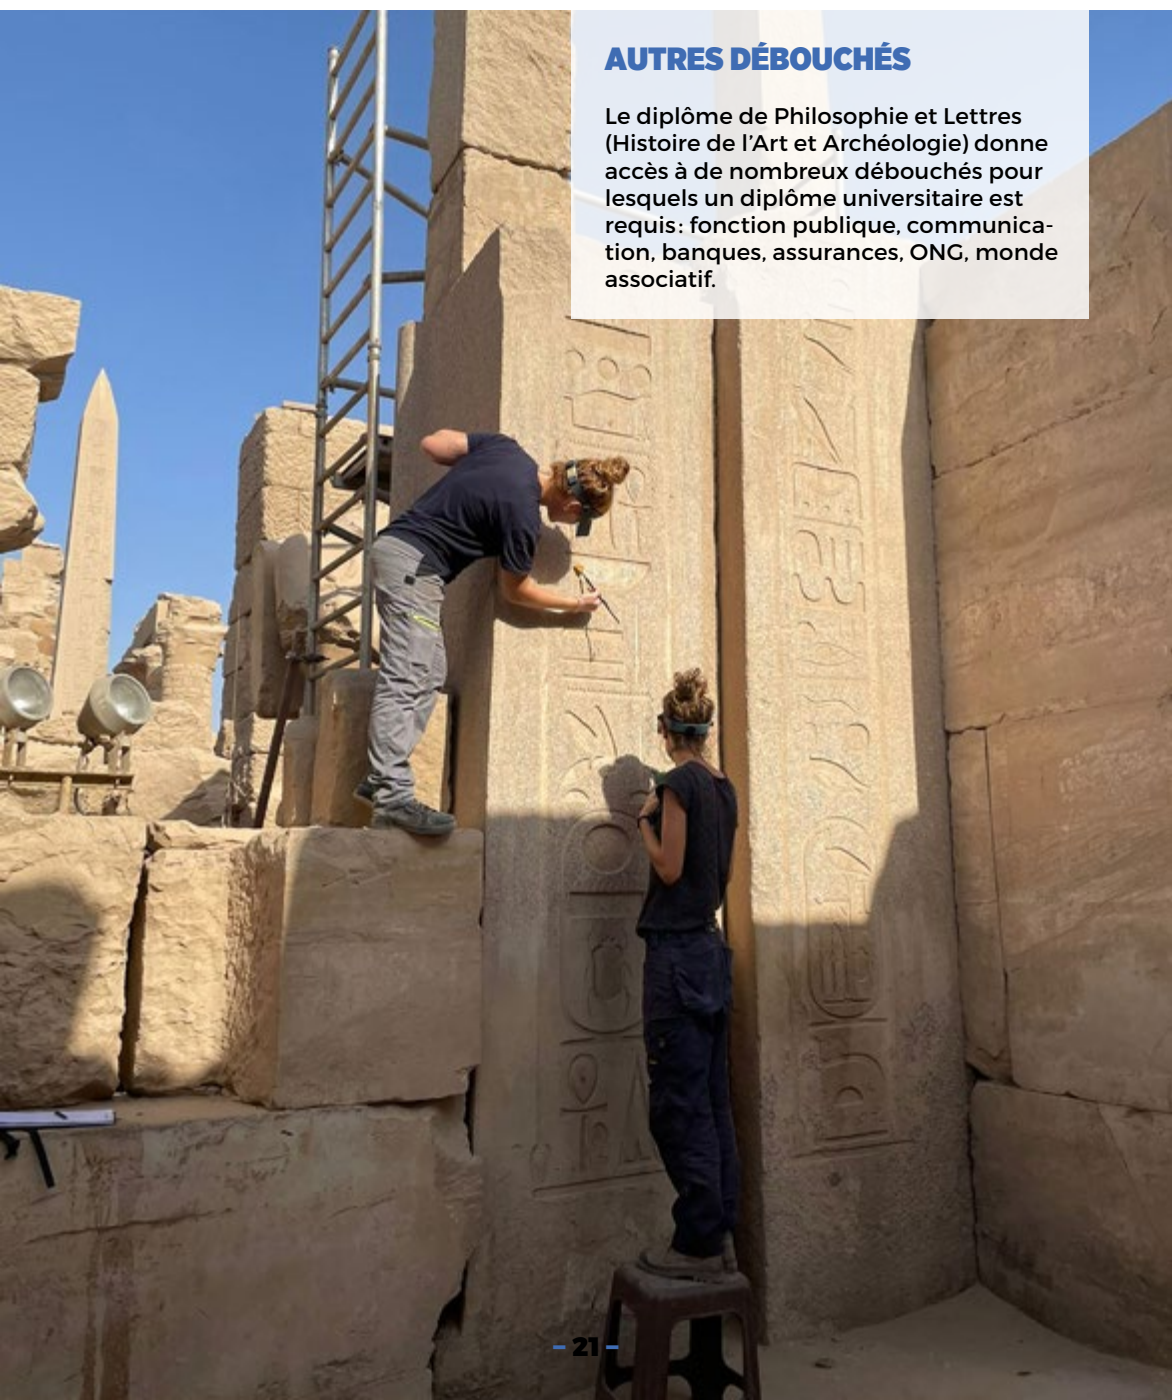 AUTRES DÉBOUCHÉS
Le diplôme de Philosophie et Lettres
(Histoire de l’Art et Archéologie) donne
accès à de nombreux débouchés pour
lesquels un diplôme universitaire est
requis : fonction publique, communica-
tion, banques, assurances, ONG, monde
associatif.
– 21 –